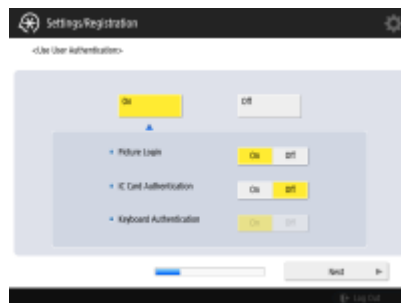 Settings/Registration
<Use User Authentication>
On
Off
Picture Login
On Off
IC Card Authentication
On Off
Keyboard Authentication
On Off
Next
Log Out